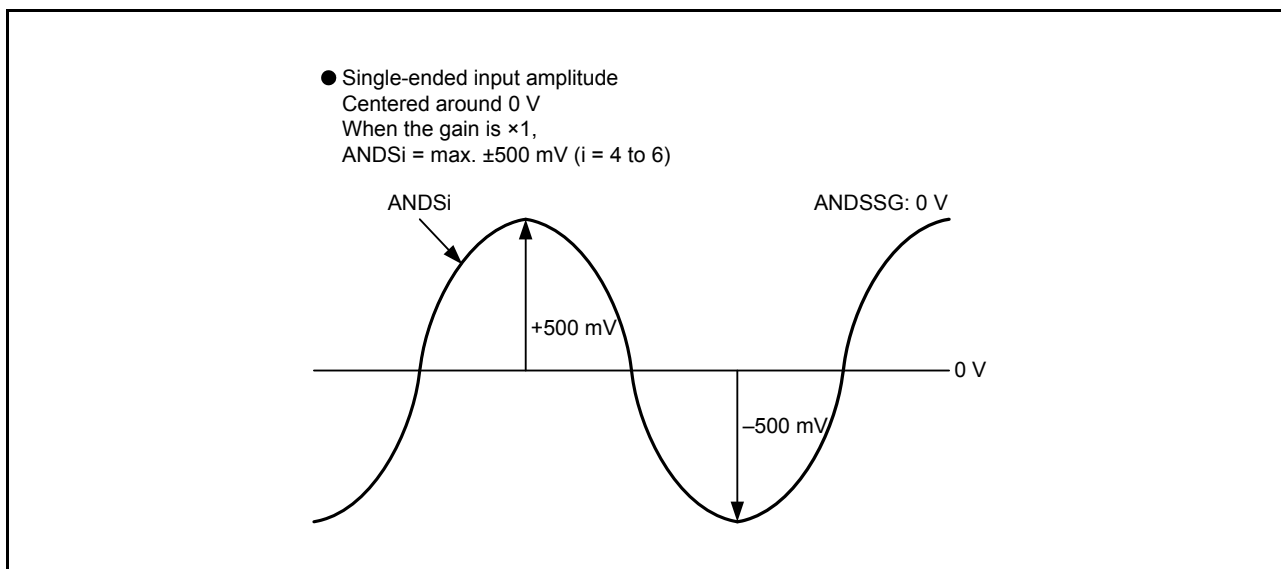 ● Single-ended input amplitude
Centered around 0 V
When the gain is ×1,
ANDSi = max. ±500 mV (i = 4 to 6)
ANDSi
ANDSSG: 0 V
+500 mV
0 V
–500 mV